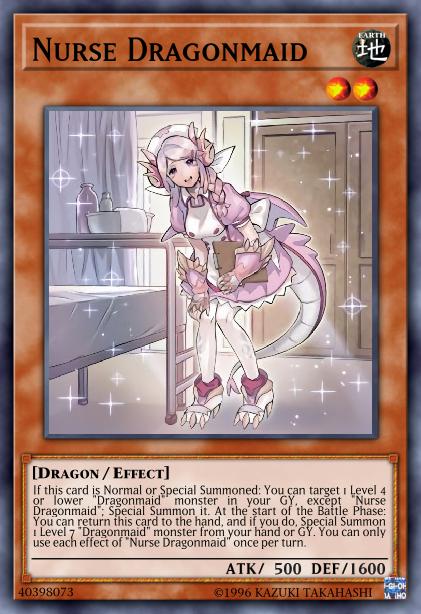 NURSE DRAGONMAID
EARTH
地
[DRAGON / EFFECT]
If this card is Normal or Special Summoned: You can target 1 Level 4
or lower "Dragonmaid" monster in your GY, except "Nurse
Dragonmaid"; Special Summon it. At the start of the Battle Phase:
You can return this card to the hand, and if you do, Special Summon
1 Level 7 "Dragonmaid" monster from your hand or GY. You can only
use each effect of "Nurse Dragonmaid" once per turn.
ATK/ 500 DEF/1600
40398073
©1996 KAZUKI TAKAHASHI